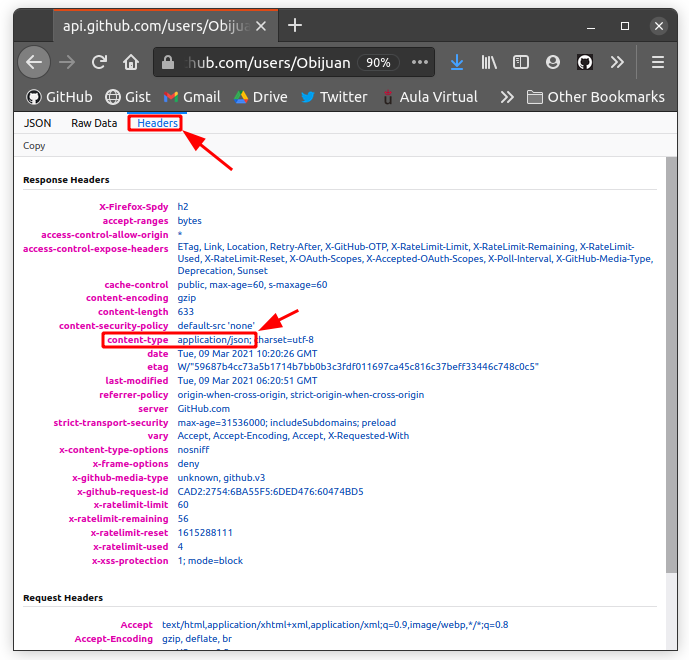 api.github.com/users/Obijua
hub.com/users/Obijuan 90%
GitHub Gist Gmail Drive Twitter Aula Virtual Other Bookmarks
JSON Raw Data Headers
Copy
Response Headers
X-Firefox-Spdy h2
accept-ranges bytes
access-control-allow-origin *
access-control-expose-headers ETag, Link, Location, Retry-After, X-GitHub-OTP, X-RateLimit-Limit, X-RateLimit-Remaining, X-RateLimit-
Used, X-RateLimit-Reset, X-OAuth-Scopes, X-Accepted-OAuth-Scopes, X-Poll-Interval, X-GitHub-Media-Type,
Deprecation, Sunset
cache-control public, max-age=60, s-maxage=60
content-encoding gzip
content-length 633
content-security-policy default-src 'none'
content-type application/json; charset=utf-8
date Tue, 09 Mar 2021 10:20:26 GMT
etag W/"59687b4cc73a5b1714b7bb0b3c3fdf011697ca45c816c37beff33446c748c0c5"
last-modified Tue, 09 Mar 2021 06:20:51 GMT
referrer-policy origin-when-cross-origin, strict-origin-when-cross-origin
server GitHub.com
strict-transport-security max-age=31536000; includeSubdomains; preload
vary Accept, Accept-Encoding, Accept, X-Requested-With
x-content-type-options nosniff
x-frame-options deny
x-github-media-type unknown, github.v3
x-github-request-id CAD2:2754:6BA55F5:6DED476:60474BD5
x-ratelimit-limit 60
x-ratelimit-remaining 56
x-ratelimit-reset 1615288111
x-ratelimit-used 4
x-xss-protection 1; mode=block
Request Headers
Accept text/html,application/xhtml+xml,application/xml;q=0.9,image/webp,*/*;q=0.8
Accept-Encoding gzip, deflate, br